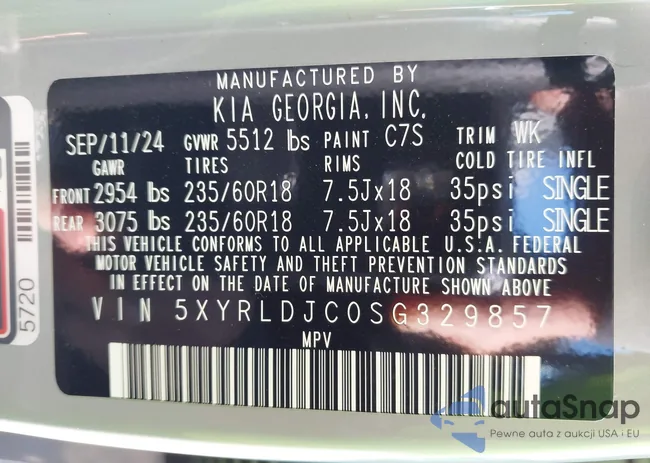 MANUFACTURED BY
KIA GEORGIA, INC.
SEP/11/24 GVWR 5512 lbs PAINT C7S TRIM WK
GAWR TIRES RIMS COLD TIRE INFL
FRONT 2954 lbs 235/60R18 7.5Jx18 35psi SINGLE
REAR 3075 lbs 235/60R18 7.5Jx18 35psi SINGLE
THIS VEHICLE CONFORMS TO ALL APPLICABLE U.S.A. FEDERAL
MOTOR VEHICLE SAFETY AND THEFT PREVENTION STANDARDS
IN EFFECT ON THE DATE OF MANUFACTURE SHOWN ABOVE
VIN 5XYRLDJC0SG329857
MPV
5720
autaSnap
Pewne auta z aukcji USA i EU